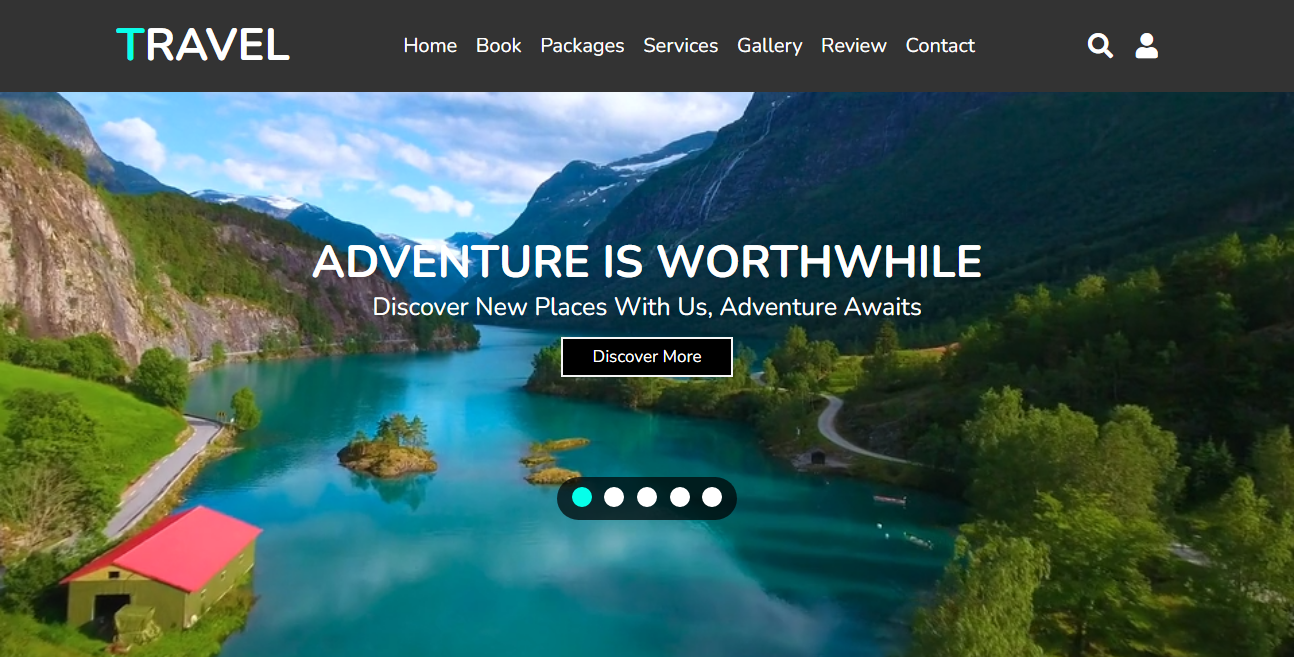 TRAVEL
Home Book Packages Services Gallery Review Contact
ADVENTURE IS WORTHWHILE
Discover New Places With Us, Adventure Awaits
Discover More